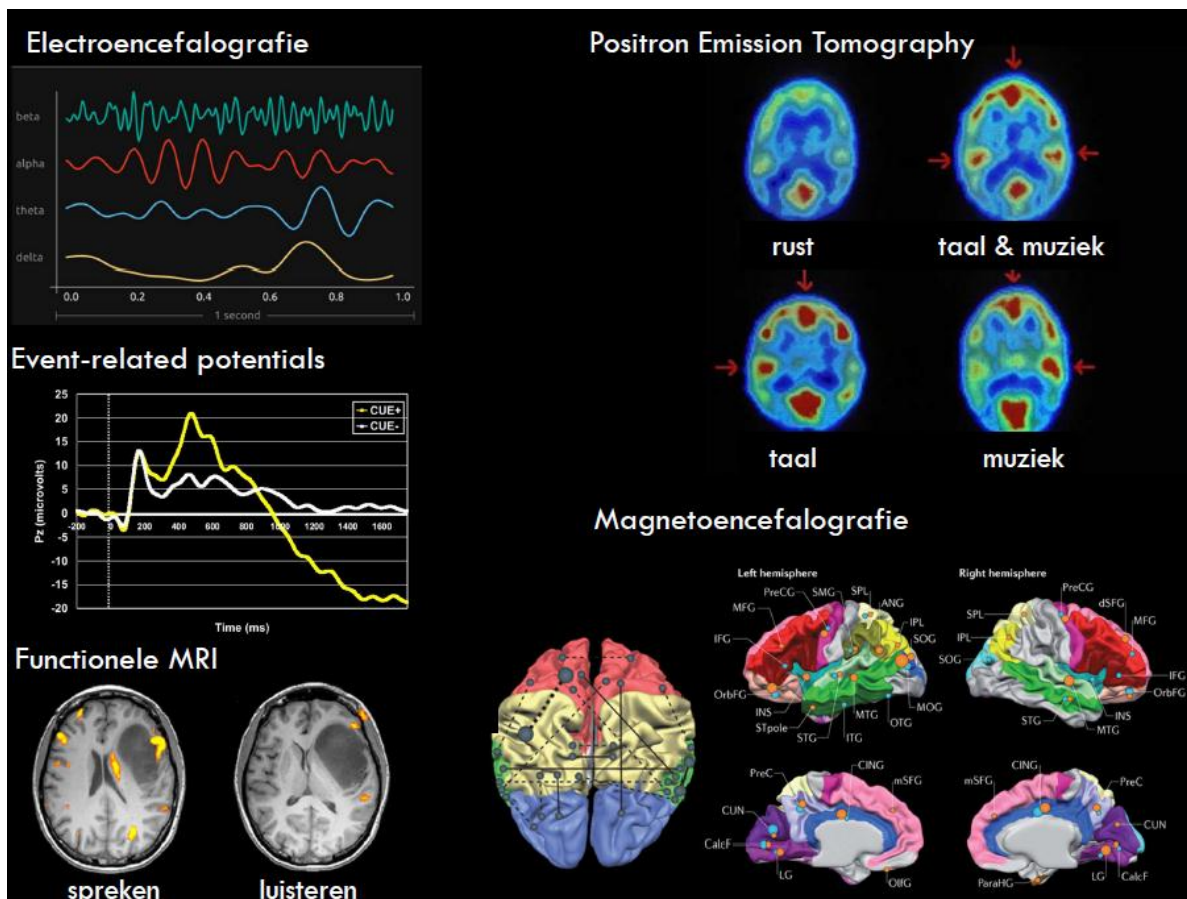 Electroencefalografie
beta
alpha
theta
delta
0.0 0.2 0.4 0.6 0.8 1.0
1 second
Event-related potentials
25
20
15
10
5
0
-5
-10
-15
-20
Pz (microvolts)
CUE+
CUE-
-200 0 200 400 600 800 1000 1200 1400 1600
Time (ms)
Functionele MRI
spreken luisteren
Positron Emission Tomography
rust taal & muziek
taal muziek
Magnetoencefalografie
Left hemisphere
PreCG
SMG
SPL
ANG
MFG
IPL
IFG
SOG
OrbFG
INS
STpole
STG
ITG
MTG
OTG
MOG
Right hemisphere
PreCG
SPL
dSFG
MFG
IPL
SOG
IFG
OrbFG
STG
INS
MTG
CING
mSFG
PreC
CUN
CalcF
LG
OlfG
CING
mSFG
PreC
CUN
ParaHG
LG
CalcF